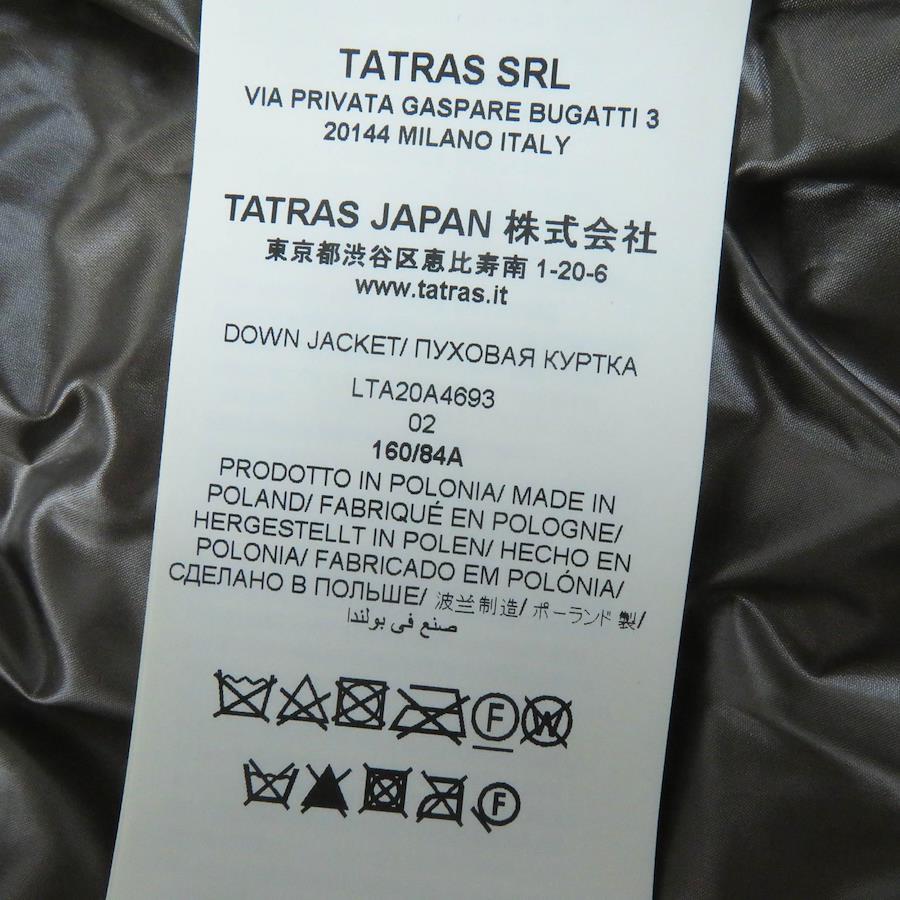 TATRAS SRL
VIA PRIVATA GASPARE BUGATTI 3
20144 MILANO ITALY
TATRAS JAPAN 株式会社
東京都渋谷区恵比寿南 1-20-6
www.tatras.it
DOWN JACKET/ ПУХОВАЯ КУРТКА
LTA20A4693
02
160/84A
PRODOTTO IN POLONIA/ MADE IN
POLAND/ FABRIQUÉ EN POLOGNE/
HERGESTELLT IN POLEN/ HECHO EN
POLONIA/ FABRICADO EM POLÓNIA/
СДЕЛАНО В ПОЛЬШЕ/ 波兰制造/ ポーランド製/
صنع في بولندا
F W
F